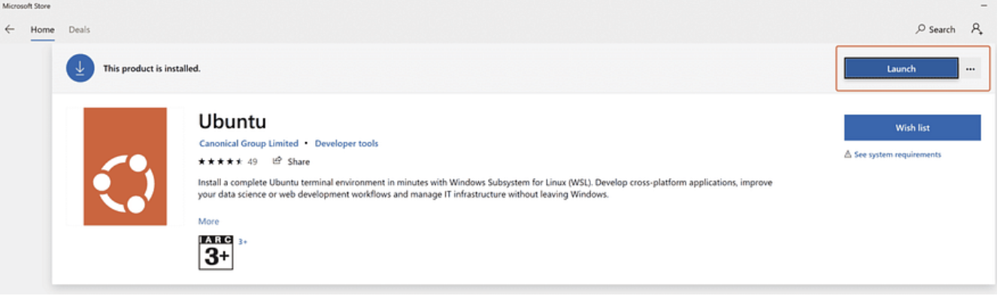 Microsoft Store
Home Deals Search
This product is installed. Launch ...
Ubuntu
Canonical Group Limited • Developer tools
Wish list
49 Share
See system requirements
Install a complete Ubuntu terminal environment in minutes with Windows Subsystem for Linux (WSL). Develop cross-platform applications, improve
your data science or web development workflows and manage IT infrastructure without leaving Windows.
More
IARC
3+
3+